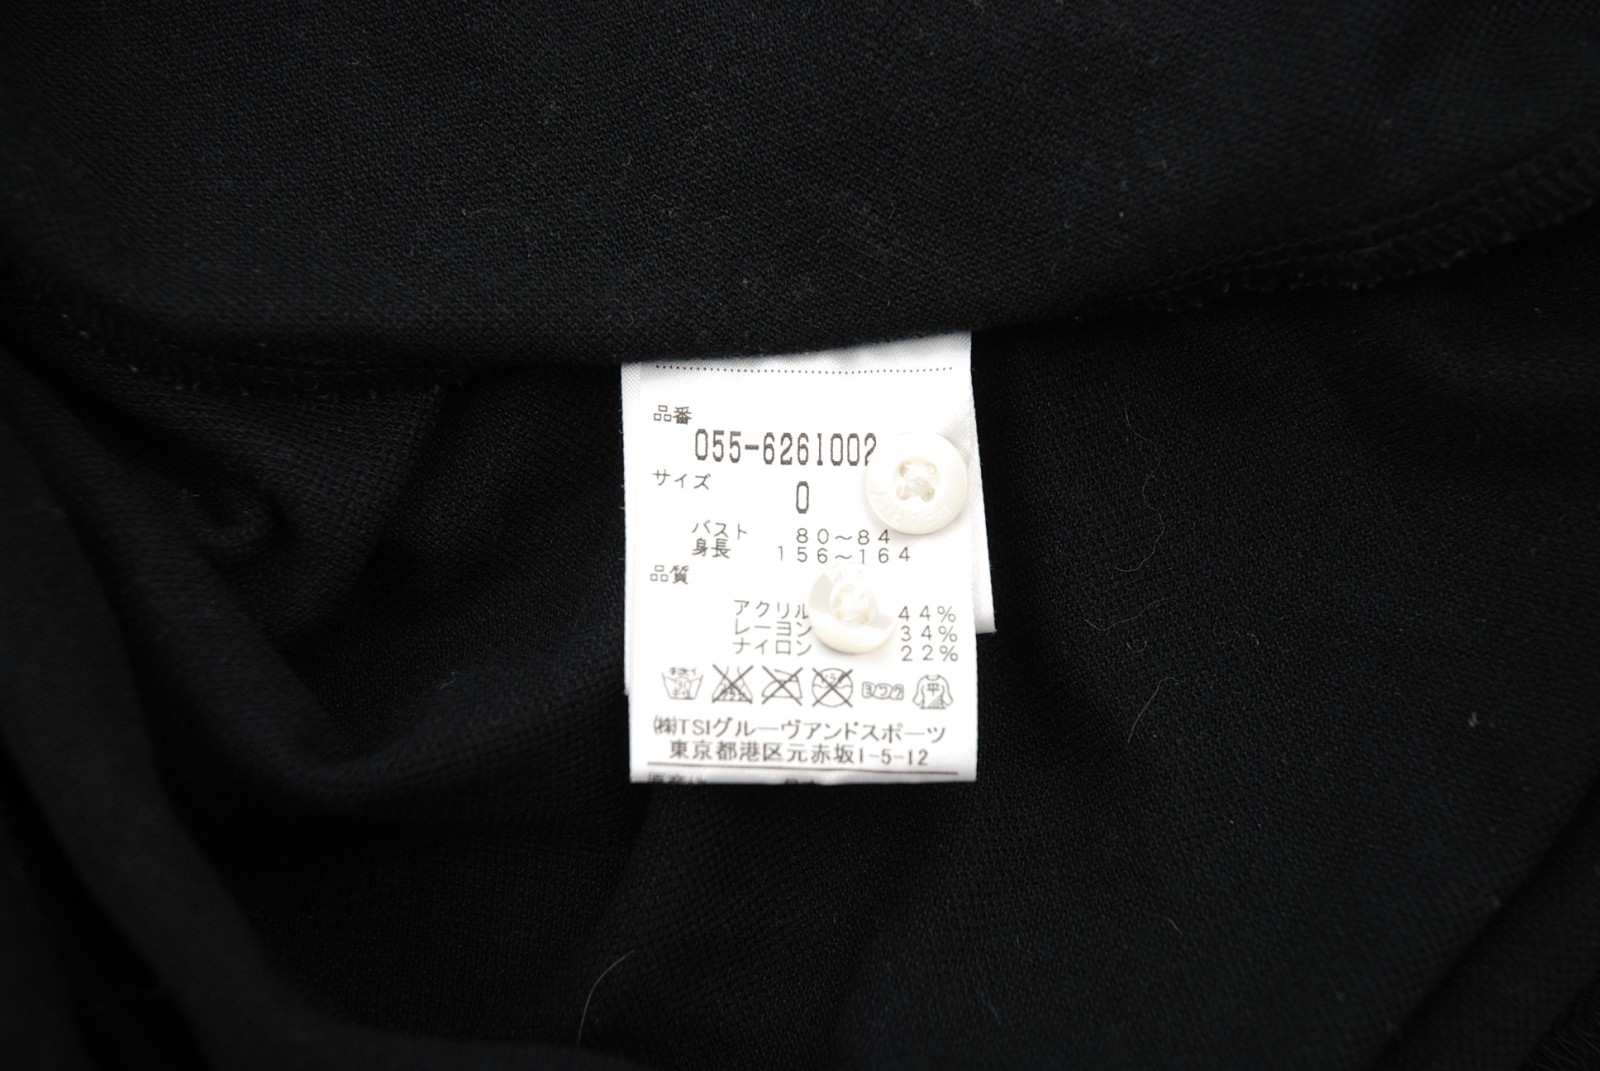 品番
055-6261002
サイズ
0
バスト 80~84
身長 156~164
品質
アクリル 44%
レーヨン 34%
ナイロン 22%
平
㈱TSIグルーヴアンドスポーツ
東京都港区元赤坂1-5-12